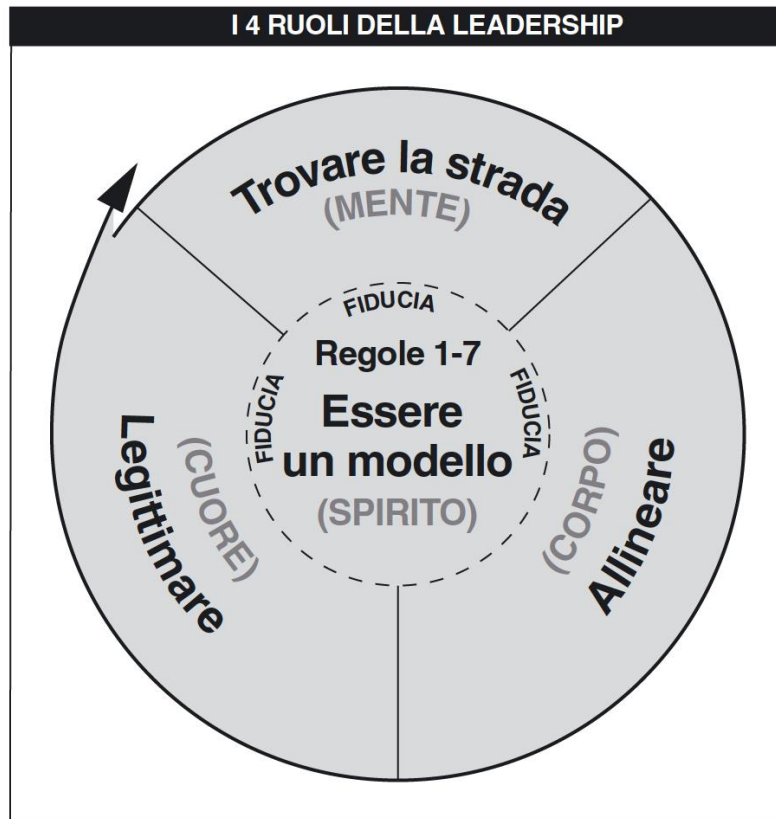 I 4 RUOLI DELLA LEADERSHIP
Trovare la strada
(MENTE)
FIDUCIA
Regole 1-7
FIDUCIA
FIDUCIA
Essere
un modello
(SPIRITO)
Legittimare
(CUORE)
(CORPO)
Allineare